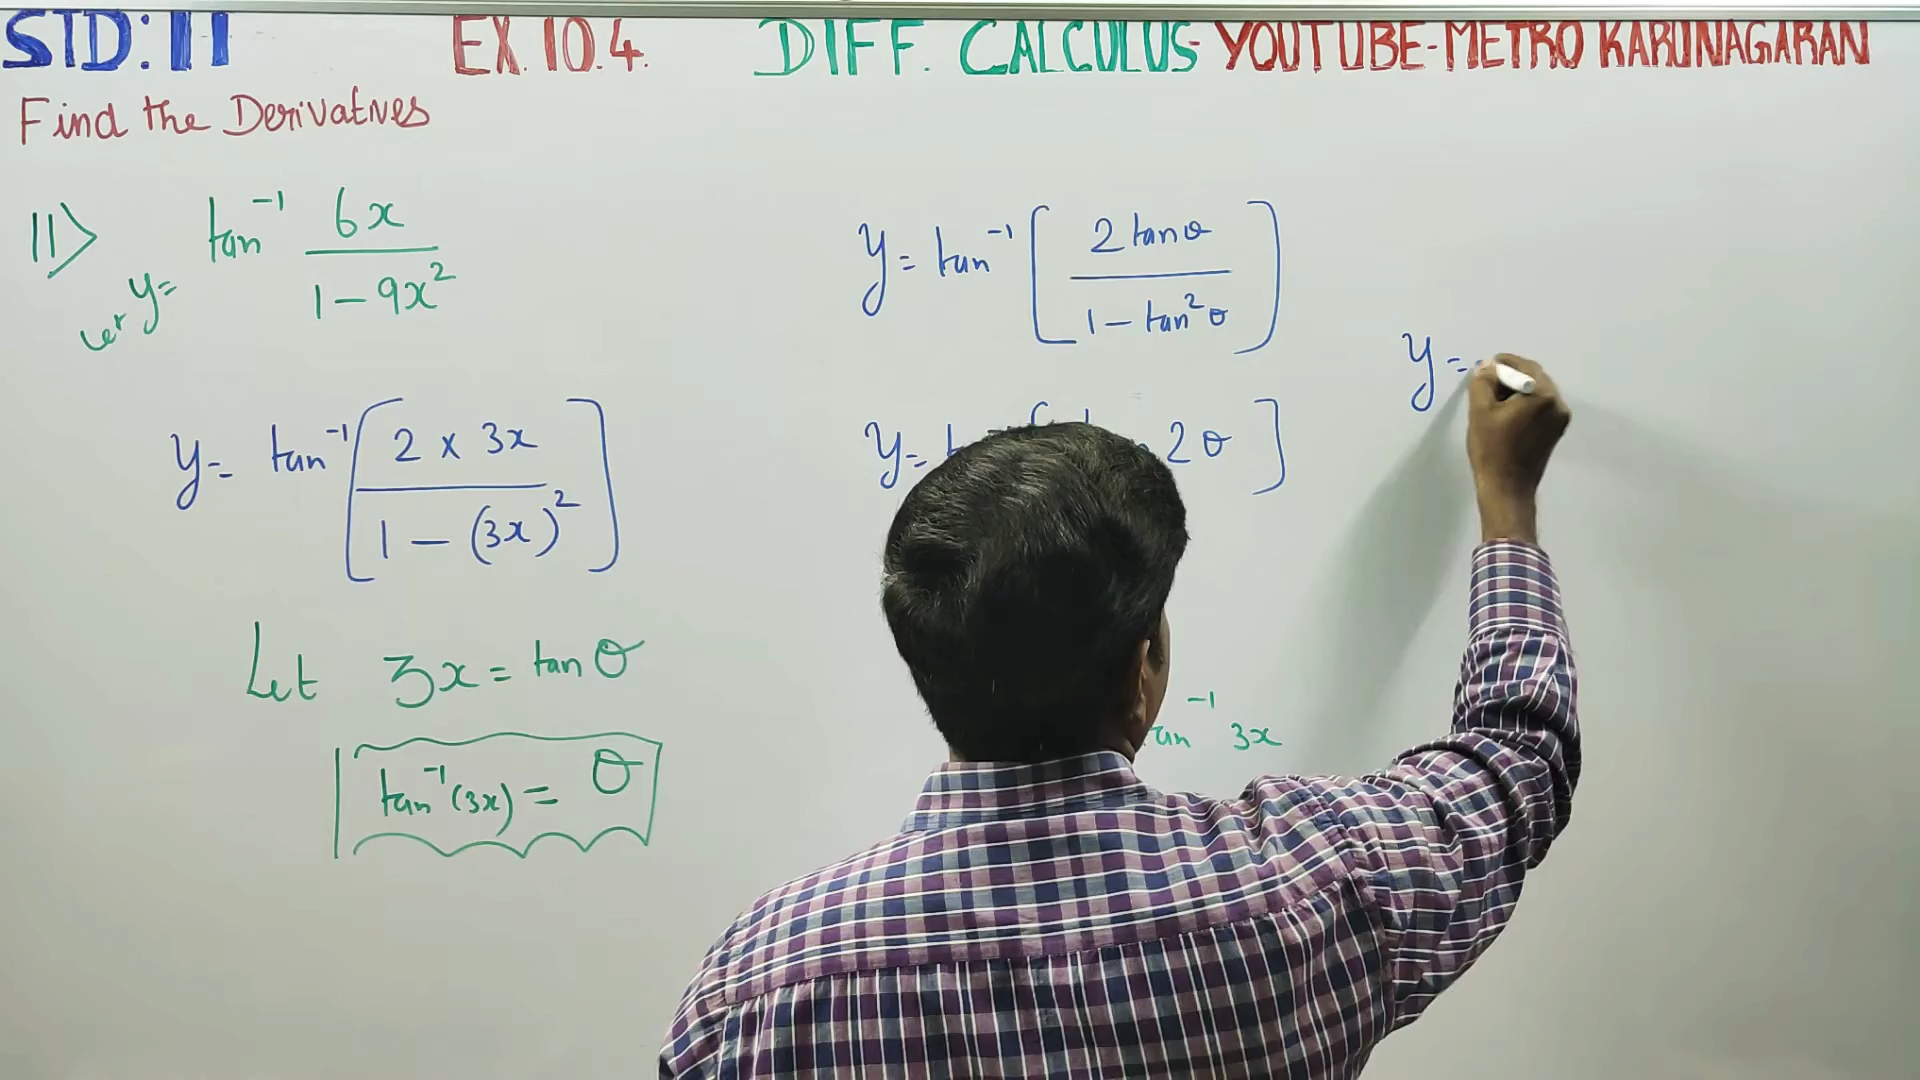 STD: 11 EX. 10.4. DIFF. CALCULUS - YOUTUBE - METRO KARUNAGARAN
Find the Derivatives
11> Let y = tan⁻¹ 6x / 1 – 9x²
y = tan⁻¹ [ 2 x 3x / 1 – (3x)² ]
Let 3x = tan θ
tan⁻¹ (3x) = θ
y = tan⁻¹ [ 2 tan θ / 1 – tan² θ ]
y = 2θ ]
tan⁻¹ 3x
y =